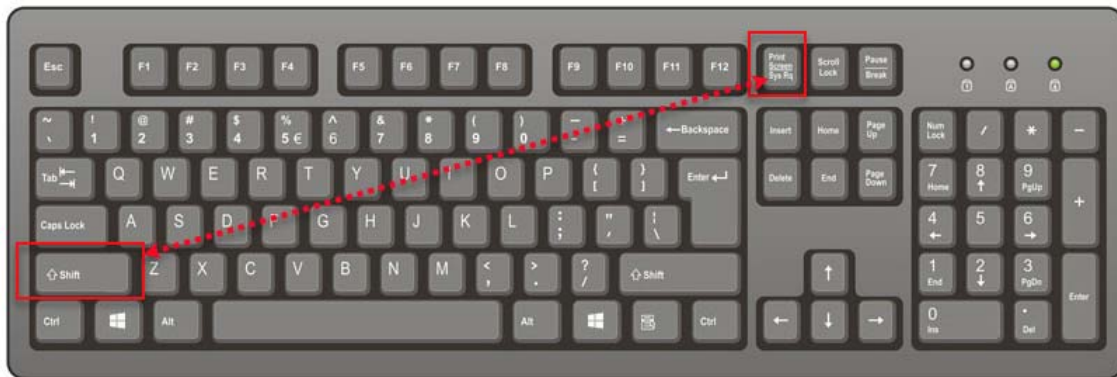 Esc F1 F2 F3 F4 F5 F6 F7 F8 F9 F10 F11 F12 Print Screen Sys Rq Scroll Lock Pause Break
~ ! @ # $ % ^ & * ( ) — + ←Backspace Insert Home Page Up Num Lock / * −
` 1 2 3 4 5 € 6 7 8 9 0 - =
Tab Q W E R T Y U I O P { [ } ] Enter Delete End Page Down 7 Home 8 ↑ 9 PgUp +
Caps Lock A S D F G H J K L : ; " , ¦ \ 4 ← 5 6 →
⇧ Shift Z X C V B N M < , > . ? / ⇧ Shift ↑ 1 End 2 ↓ 3 PgDn Enter
Ctrl Alt Alt Ctrl ← ↓ → 0 Ins . Del